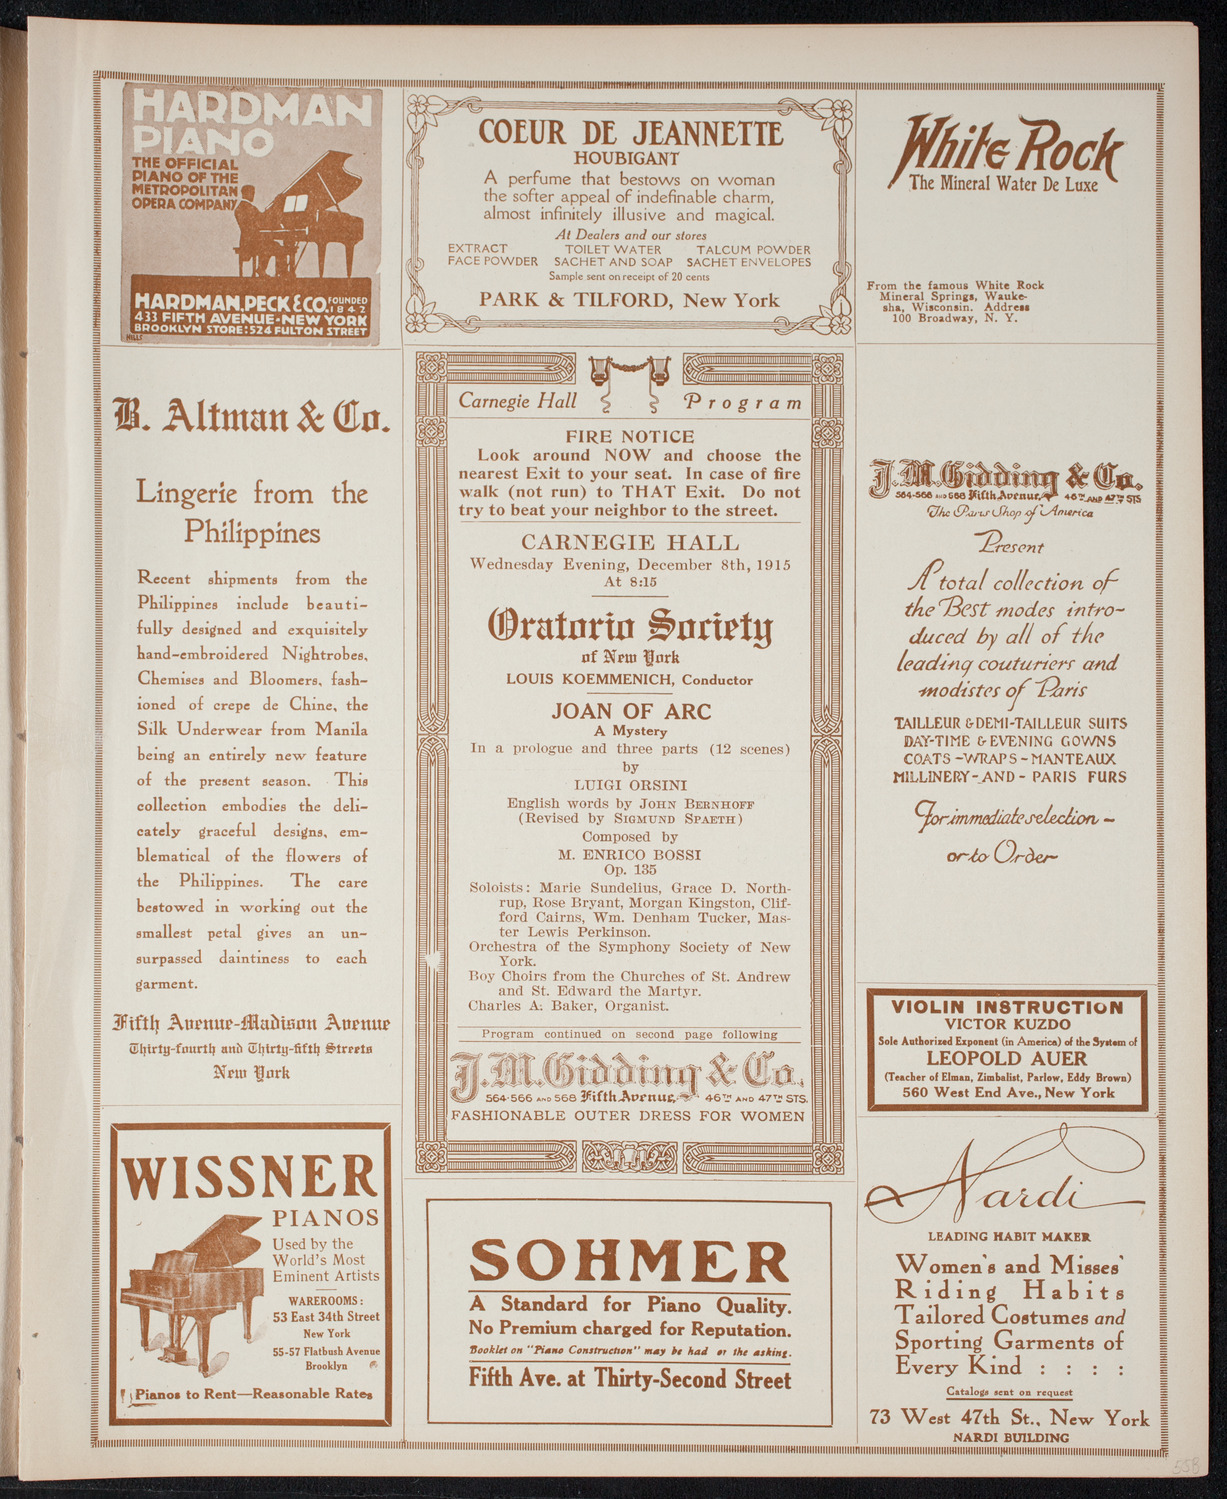 HARDMAN
PIANO
THE OFFICIAL
PIANO OF THE
METROPOLITAN
OPERA COMPANY
HARDMAN, PECK & CO. FOUNDED
1842
433 FIFTH AVENUE-NEW YORK
BROOKLYN STORE: 524 FULTON STREET
HILLS
COEUR DE JEANNETTE
HOUBIGANT
A perfume that bestows on woman
the softer appeal of indefinable charm,
almost infinitely illusive and magical.
At Dealers and our stores
EXTRACT TOILET WATER TALCUM POWDER
FACE POWDER SACHET AND SOAP SACHET ENVELOPES
Sample sent on receipt of 20 cents
PARK & TILFORD, New York
White Rock
The Mineral Water De Luxe
From the famous White Rock
Mineral Springs, Wauke-
sha, Wisconsin. Address
100 Broadway, N. Y.
B. Altman & Co.
Lingerie from the
Philippines
Recent shipments from the
Philippines include beauti-
fully designed and exquisitely
hand-embroidered Nightrobes,
Chemises and Bloomers, fash-
ioned of crepe de Chine, the
Silk Underwear from Manila
being an entirely new feature
of the present season. This
collection embodies the deli-
cately graceful designs, em-
blematical of the flowers of
the Philippines. The care
bestowed in working out the
smallest petal gives an un-
surpassed daintiness to each
garment.
Fifth Avenue-Madison Avenue
Thirty-fourth and Thirty-fifth Streets
New York
Carnegie Hall Program
FIRE NOTICE
Look around NOW and choose the
nearest Exit to your seat. In case of fire
walk (not run) to THAT Exit. Do not
try to beat your neighbor to the street.
CARNEGIE HALL
Wednesday Evening, December 8th, 1915
At 8:15
Oratorio Society
of New York
LOUIS KOEMMENICH, Conductor
JOAN OF ARC
A Mystery
In a prologue and three parts (12 scenes)
by
LUIGI ORSINI
English words by JOHN BERNHOFF
(Revised by SIGMUND SPAETH)
Composed by
M. ENRICO BOSSI
Op. 135
Soloists: Marie Sundelius, Grace D. North-
rup, Rose Bryant, Morgan Kingston, Clif-
ford Cairns, Wm. Denham Tucker, Mas-
ter Lewis Perkinson.
Orchestra of the Symphony Society of New
York.
Boy Choirs from the Churches of St. Andrew
and St. Edward the Martyr.
Charles A. Baker, Organist.
Program continued on second page following
J.M. Gidding & Co.
564-566 AND 568 Fifth Avenue, 46TH AND 47TH STS.
FASHIONABLE OUTER DRESS FOR WOMEN
J.M. Gidding & Co.
564-566 AND 568 Fifth Avenue, 46TH AND 47TH STS
The Paris Shop of America
Present
A total collection of
the Best modes intro-
duced by all of the
leading couturiers and
modistes of Paris
TAILLEUR & DEMI-TAILLEUR SUITS
DAY-TIME & EVENING GOWNS
COATS-WRAPS-MANTEAUX
MILLINERY-AND-PARIS FURS
For immediate selection -
or to Order
VIOLIN INSTRUCTION
VICTOR KUZDO
Sole Authorized Exponent (in America) of the System of
LEOPOLD AUER
(Teacher of Elman, Zimbalist, Parlow, Eddy Brown)
560 West End Ave., New York
WISSNER
PIANOS
Used by the
World's Most
Eminent Artists
WAREROOMS:
53 East 34th Street
New York
55-57 Flatbush Avenue
Brooklyn
Pianos to Rent—Reasonable Rates
SOHMER
A Standard for Piano Quality.
No Premium charged for Reputation.
Booklet on "Piano Construction" may be had or the asking.
Fifth Ave. at Thirty-Second Street
Nardi
LEADING HABIT MAKER
Women's and Misses'
Riding Habits
Tailored Costumes and
Sporting Garments of
Every Kind : : : :
Catalogs sent on request
73 West 47th St., New York
NARDI BUILDING
558